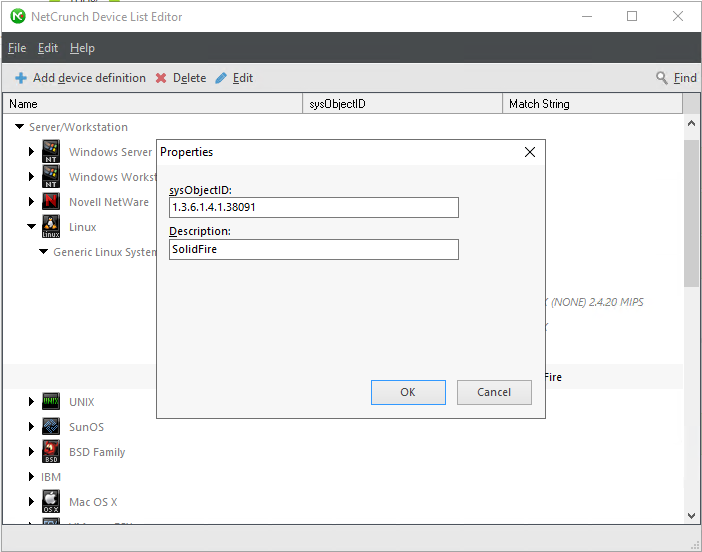 NetCrunch Device List Editor
File Edit Help
Add device definition Delete Edit Find
Name sysObjectID Match String
Server/Workstation
Windows Server
Windows
Novell NetWare
Linux
Generic Linux System
(NONE) 2.4.20 MIPS
UNIX
SunOS
BSD Family
IBM
Mac OS X
Properties
sysObjectID:
1.3.6.1.4.1.38091
Description:
SolidFire
OK Cancel